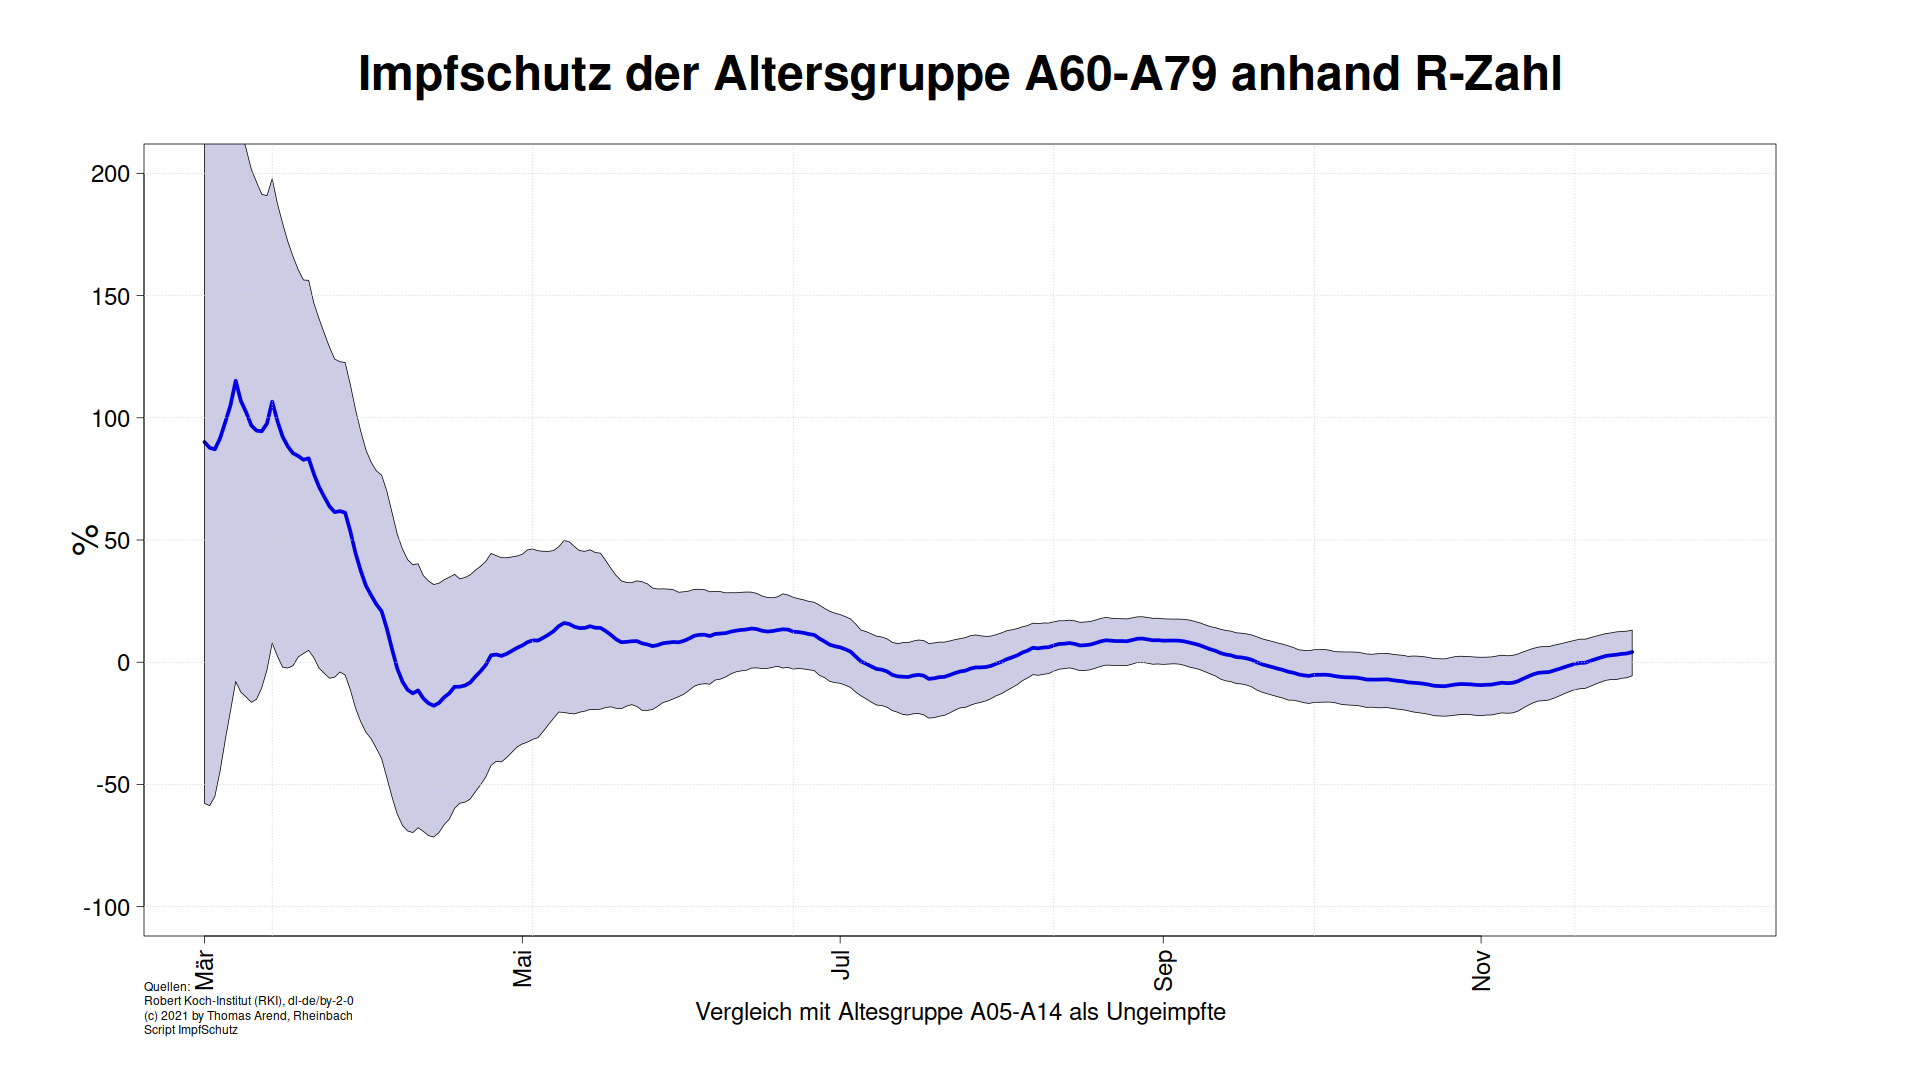 Impfschutz der Altersgruppe A60-A79 anhand R-Zahl
%
200
150
100
50
0
-50
-100
Mär
Mai
Jul
Sep
Nov
Vergleich mit Altesgruppe A05-A14 als Ungeimpfte
Quellen:
Robert Koch-Institut (RKI), dl-de/by-2-0
(c) 2021 by Thomas Arend, Rheinbach
Script ImpfSchutz